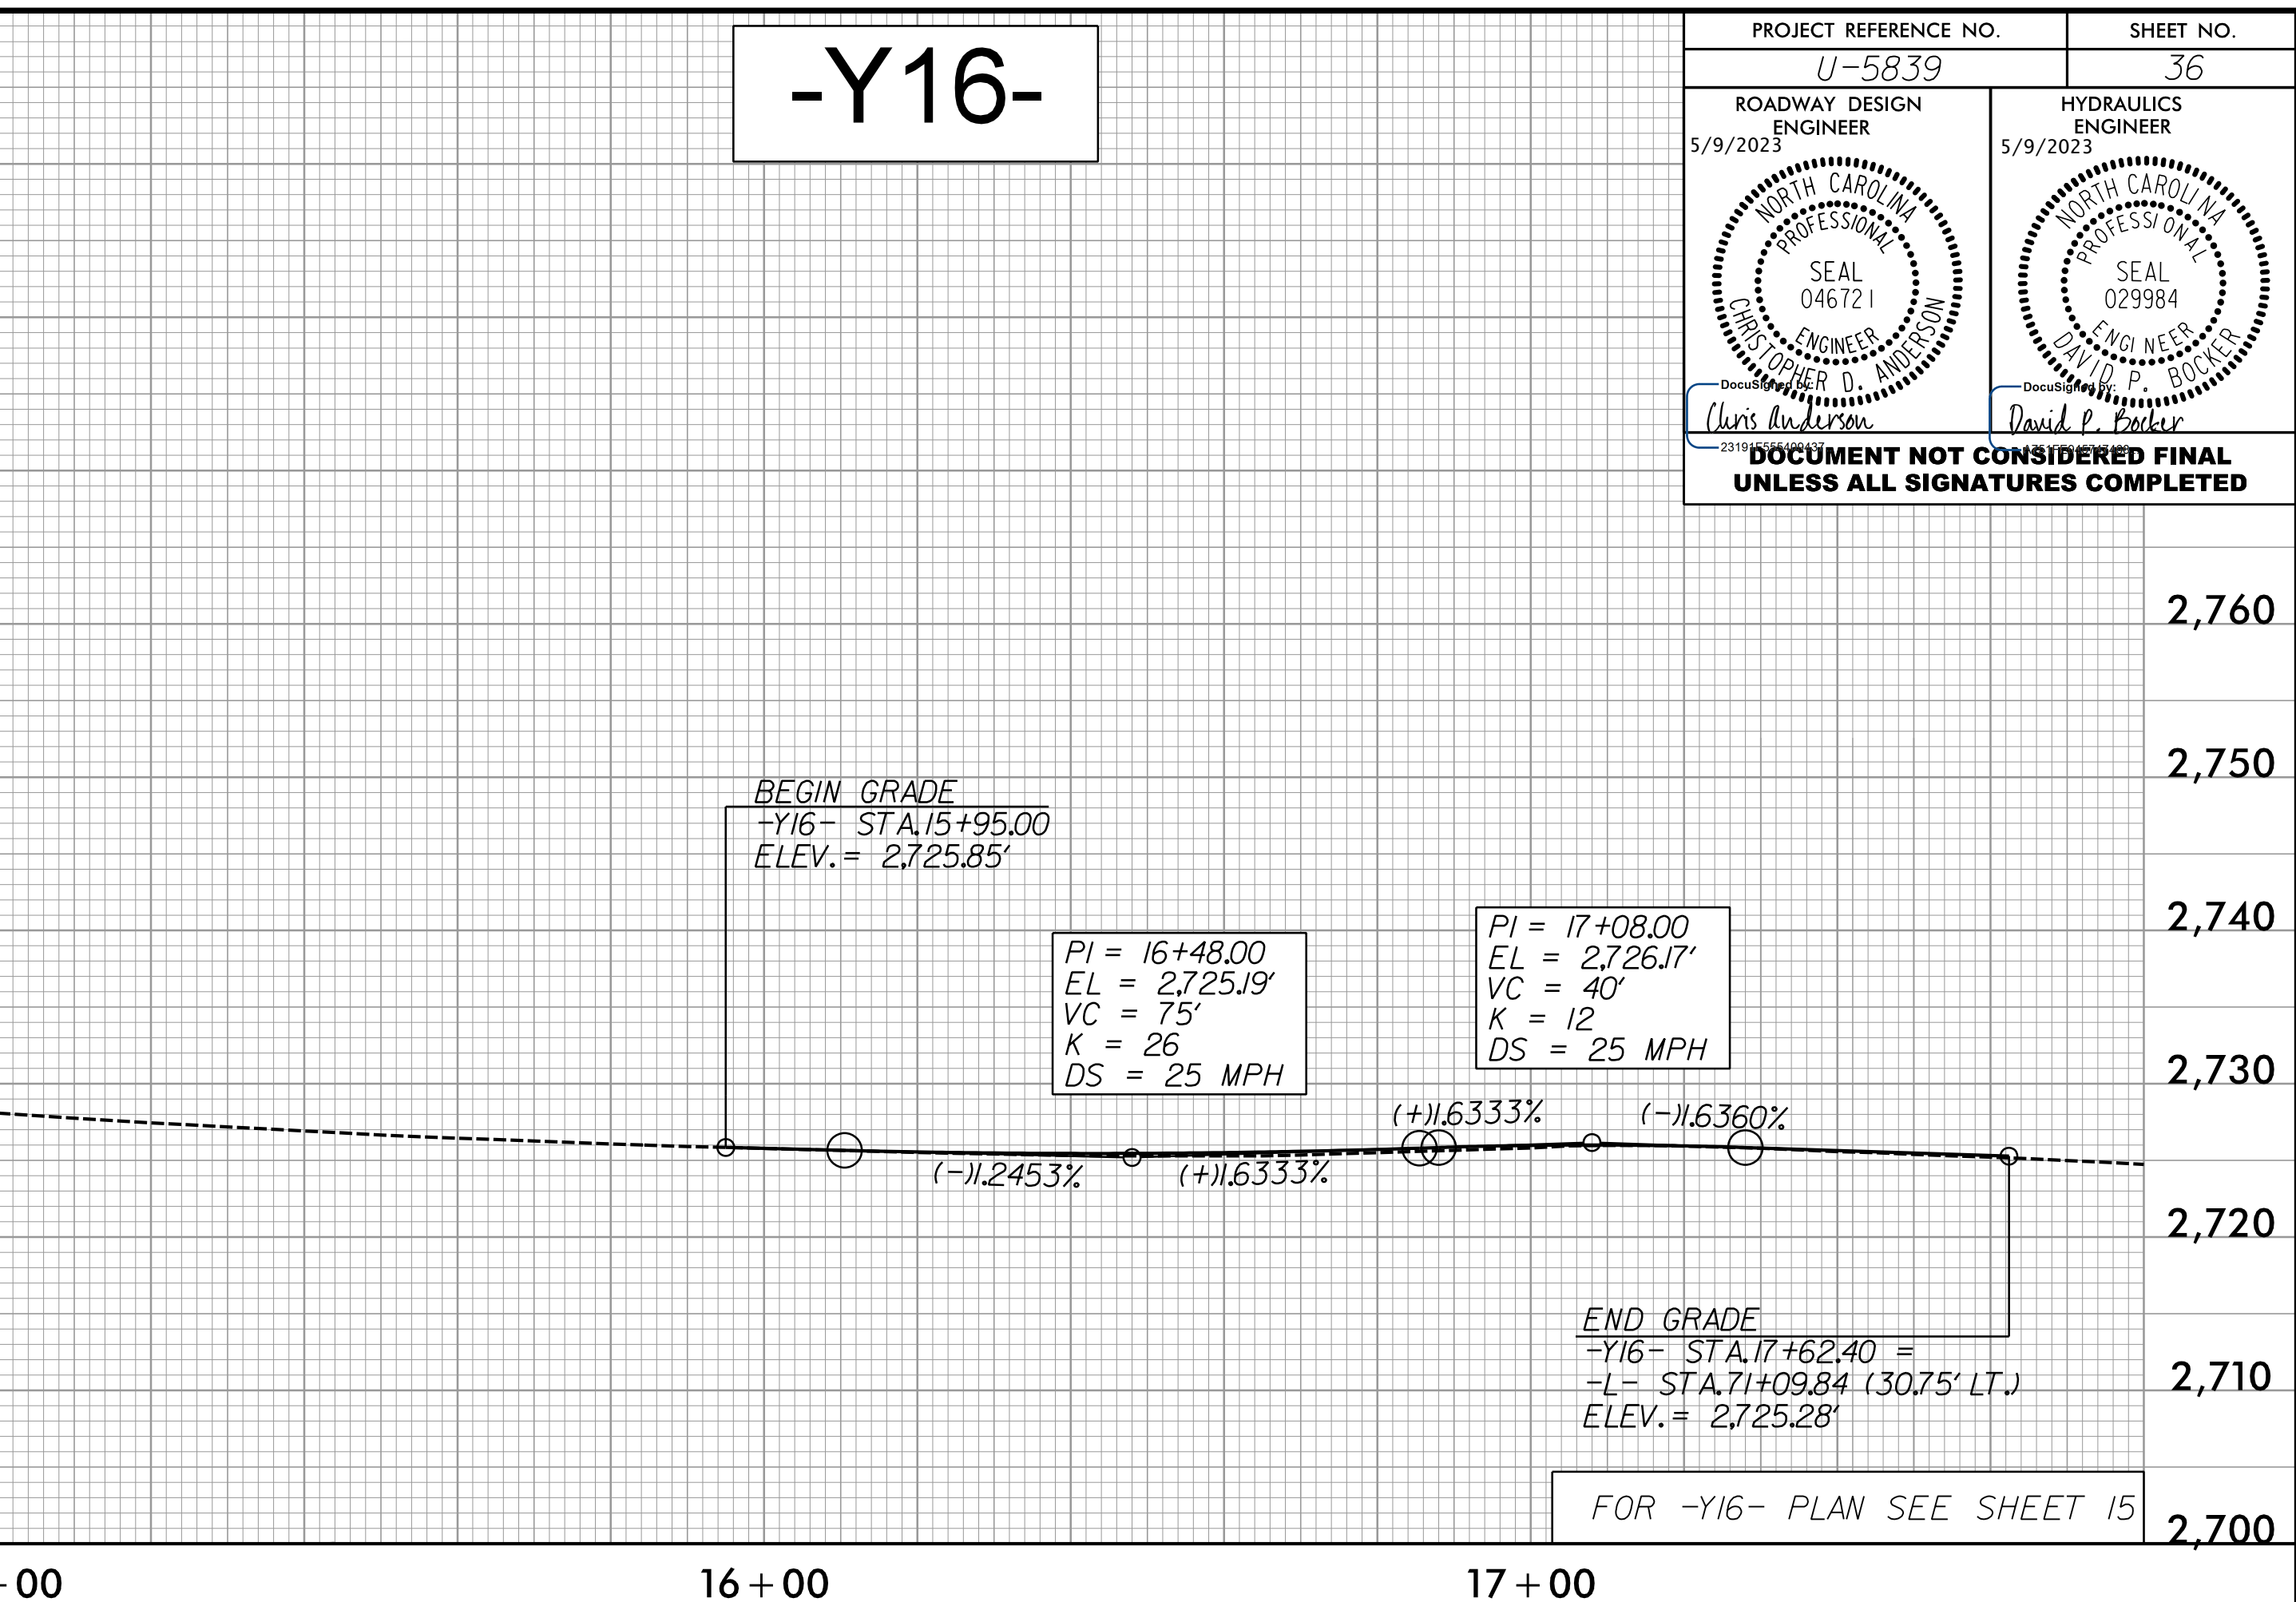 -Y16-
PROJECT REFERENCE NO.
SHEET NO.
U-5839
36
ROADWAY DESIGN
ENGINEER
HYDRAULICS
ENGINEER
5/9/2023
5/9/2023
NORTH CAROLINA
PROFESSIONAL
SEAL
046721
ENGINEER
CHRISTOPHER D. ANDERSON
NORTH CAROLINA
PROFESSIONAL
SEAL
029984
ENGINEER
DAVID P. BOCKER
DocuSigned by:
Chris Anderson
DocuSigned by:
David P. Bocker
DOCUMENT NOT CONSIDERED FINAL
UNLESS ALL SIGNATURES COMPLETED
2,760
2,750
BEGIN GRADE
-Y16- STA.15+95.00
ELEV.= 2,725.85'
2,740
PI = 16+48.00
EL = 2,725.19'
VC = 75'
K = 26
DS = 25 MPH
PI = 17+08.00
EL = 2,726.17'
VC = 40'
K = 12
DS = 25 MPH
2,730
(-)1.2453%
(+)1.6333%
(+)1.6333%
(-)1.6360%
2,720
END GRADE
-Y16- STA.17+62.40 =
-L- STA.71+09.84 (30.75' LT.)
ELEV.= 2,725.28'
2,710
FOR -Y16- PLAN SEE SHEET 15
2,700
+00
16+00
17+00